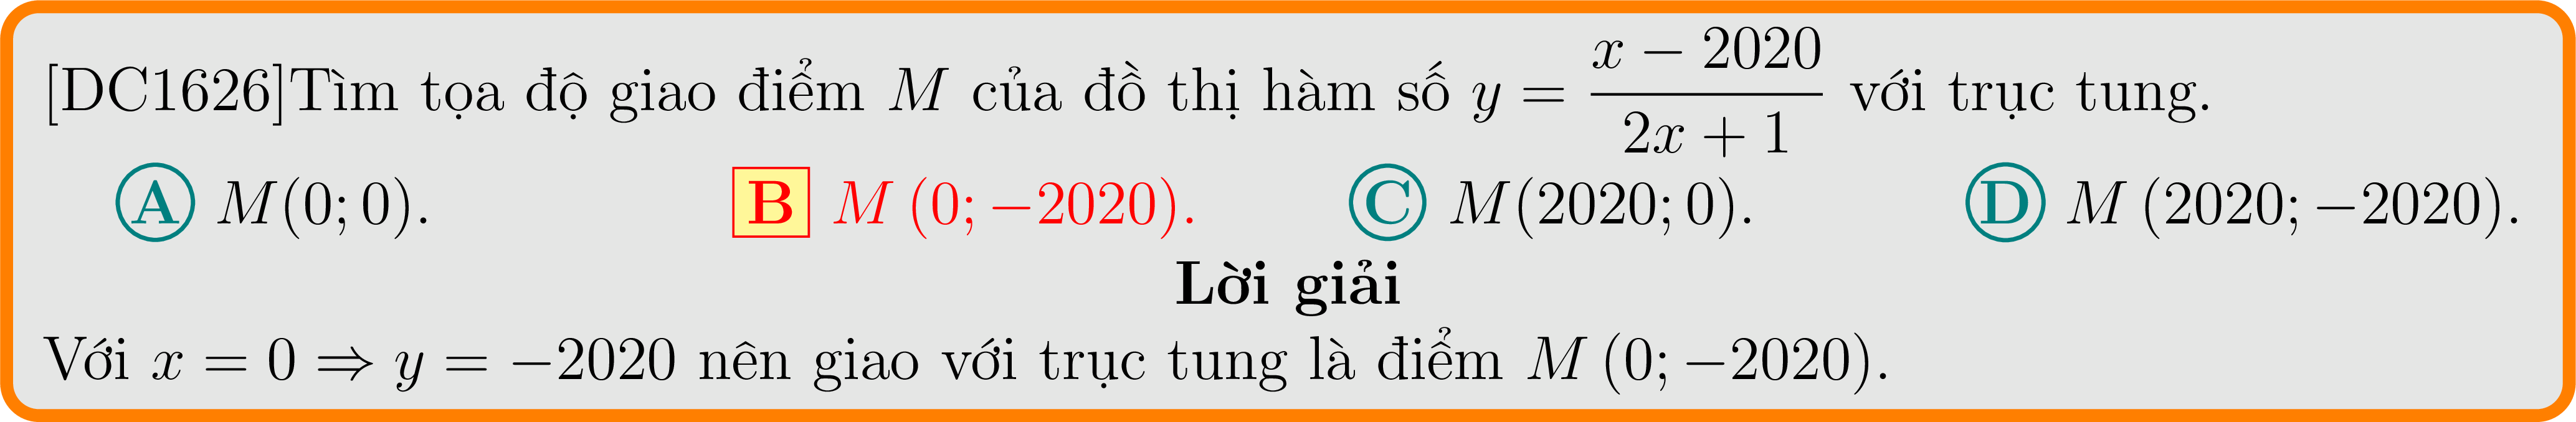 [DC1626]Tìm tọa độ giao điểm M của đồ thị hàm số y = \frac{x − 2020}{2x + 1} với trục tung.
A M(0; 0). B M (0; −2020). C M(2020; 0). D M (2020; −2020).
Lời giải
Với x = 0 ⇒ y = −2020 nên giao với trục tung là điểm M (0; −2020).